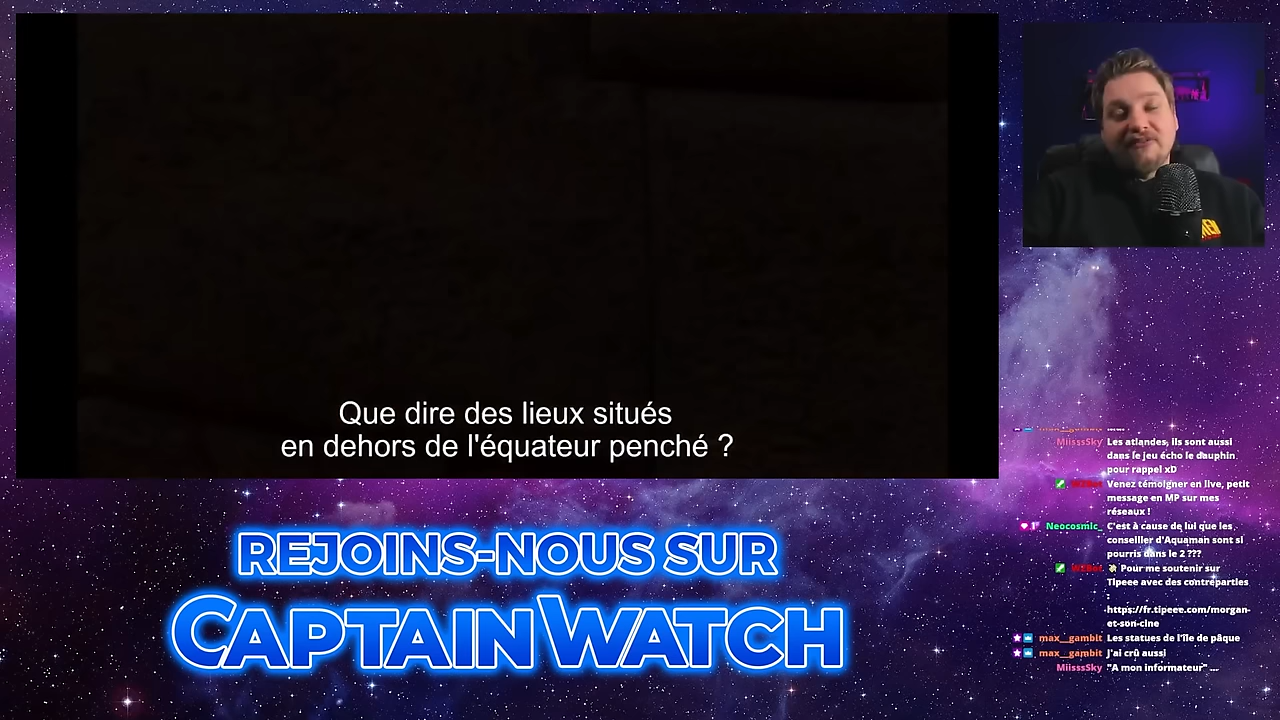 Que dire des lieux situés
en dehors de l'équateur penché ?
REJOINS-NOUS SUR
CAPTAINWATCH
MiisssSky Les atlandes, ils sont aussi
dans le jeu écho le dauphin
pour rappel xD
WZBot Venez témoigner en live, petit
message en MP sur mes
réseaux !
Neocosmic_ C'est à cause de lui que les
conseiller d'Aquaman sont si
pourris dans le 2 ???
WZBot Pour me soutenir sur
Tipeee avec des contreparties
:
https://fr.tipeee.com/morgan-
et-son-cine
max__gambit Les statues de l'île de pâque
max__gambit J'ai crû aussi
MiisssSky "A mon informateur" ...